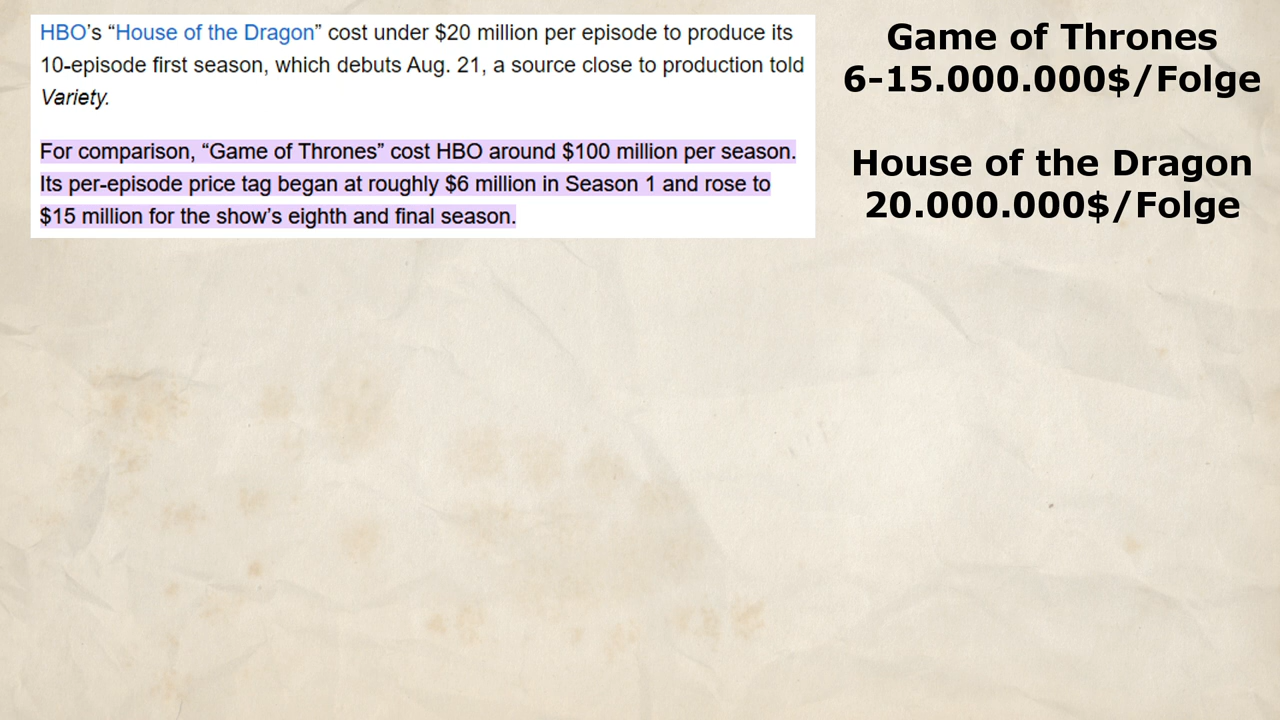 HBO’s “House of the Dragon” cost under $20 million per episode to produce its
10-episode first season, which debuts Aug. 21, a source close to production told
Variety.
For comparison, “Game of Thrones” cost HBO around $100 million per season.
Its per-episode price tag began at roughly $6 million in Season 1 and rose to
$15 million for the show’s eighth and final season.
Game of Thrones
6-15.000.000$/Folge
House of the Dragon
20.000.000$/Folge